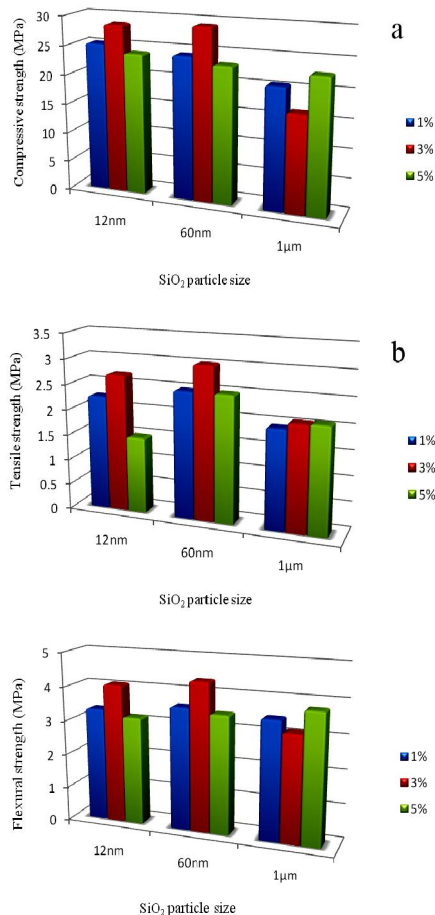 a
Compressive strength (MPa)
30
25
20
15
10
5
0
12nm
60nm
1µm
SiO₂ particle size
1%
3%
5%
b
Tensile strength (MPa)
3.5
3
2.5
2
1.5
1
0.5
0
12nm
60nm
1µm
SiO₂ particle size
1%
3%
5%
Flexural strength (MPa)
5
4
3
2
1
0
12nm
60nm
1µm
SiO₂ particle size
1%
3%
5%